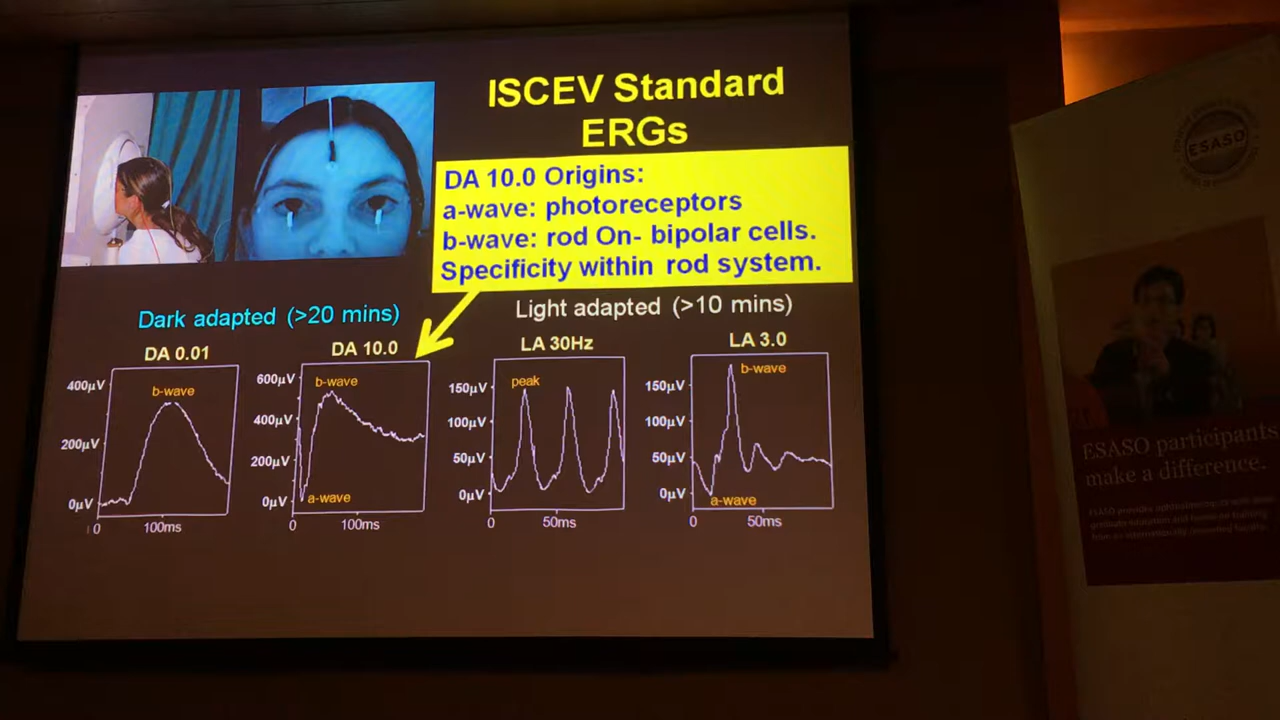 ISCEV Standard
ERGs
DA 10.0 Origins:
a-wave: photoreceptors
b-wave: rod On- bipolar cells.
Specificity within rod system.
Dark adapted (>20 mins)
Light adapted (>10 mins)
DA 0.01
400µV
200µV
0µV
b-wave
0
100ms
DA 10.0
600µV
400µV
200µV
0µV
b-wave
a-wave
0
100ms
LA 30Hz
150µV
100µV
50µV
0µV
peak
0
50ms
LA 3.0
150µV
100µV
50µV
0µV
b-wave
a-wave
0
50ms
ESASO
ESASO participants
make a difference.